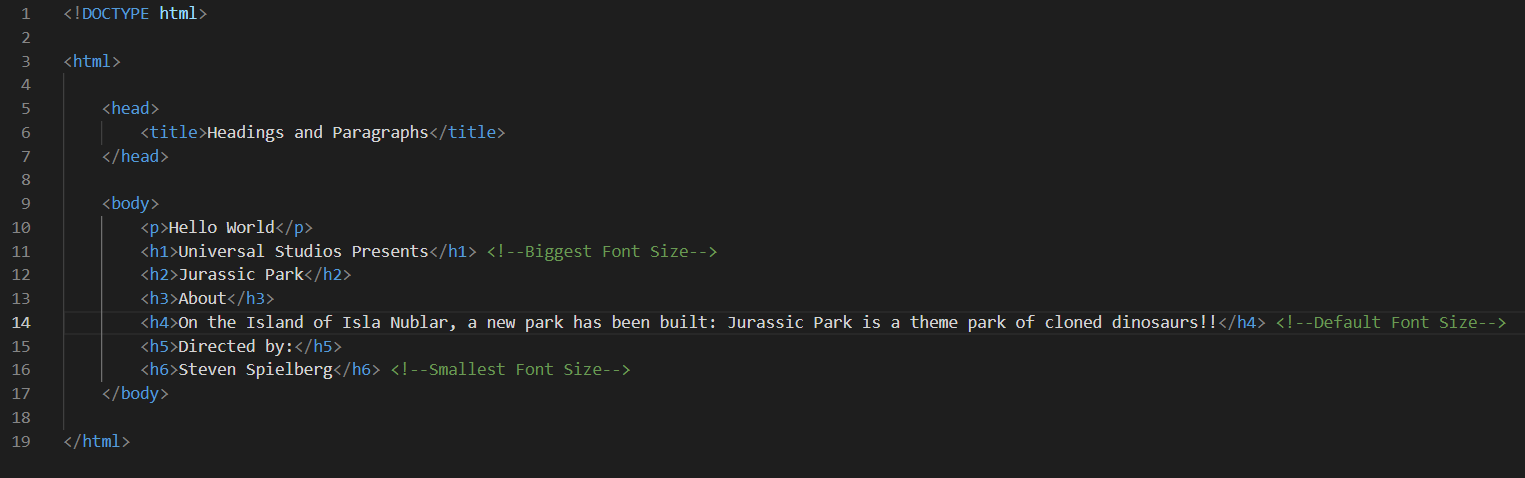 1 <!DOCTYPE html>
2
3 <html>
4
5 <head>
6 <title>Headings and Paragraphs</title>
7 </head>
8
9 <body>
10 <p>Hello World</p>
11 <h1>Universal Studios Presents</h1> <!--Biggest Font Size-->
12 <h2>Jurassic Park</h2>
13 <h3>About</h3>
14 <h4>On the Island of Isla Nublar, a new park has been built: Jurassic Park is a theme park of cloned dinosaurs!!</h4> <!--Default Font Size-->
15 <h5>Directed by:</h5>
16 <h6>Steven Spielberg</h6> <!--Smallest Font Size-->
17 </body>
18
19 </html>